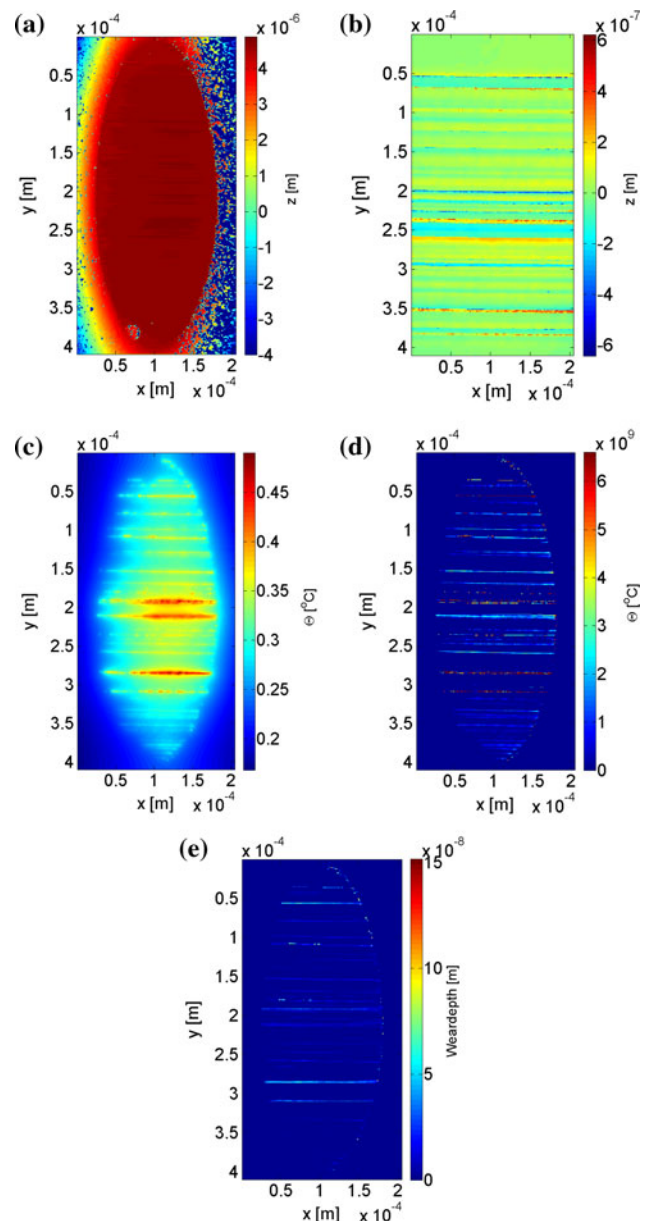 (a)
x 10^-4
x 10^-6
0.5
1
1.5
2
2.5
3
3.5
4
y [m]
0.5 1 1.5 2
x [m] x 10^-4
4
3
2
1
0
-1
-2
-3
-4
z [m]
(b)
x 10^-4
x 10^-7
0.5
1
1.5
2
2.5
3
3.5
4
y [m]
0.5 1 1.5 2
x [m] x 10^-4
6
4
2
0
-2
-4
-6
z [m]
(c)
x 10^-4
0.5
1
1.5
2
2.5
3
3.5
4
y [m]
0.5 1 1.5 2
x [m] x 10^-4
0.45
0.4
0.35
0.3
0.25
0.2
Θ [°C]
(d)
x 10^-4
x 10^9
0.5
1
1.5
2
2.5
3
3.5
4
y [m]
0.5 1 1.5 2
x [m] x 10^-4
6
5
4
3
2
1
0
Θ [°C]
(e)
x 10^-4
x 10^-8
0.5
1
1.5
2
2.5
3
3.5
4
y [m]
0.5 1 1.5 2
x [m] x 10^-4
15
10
5
0
Weardepth [m]